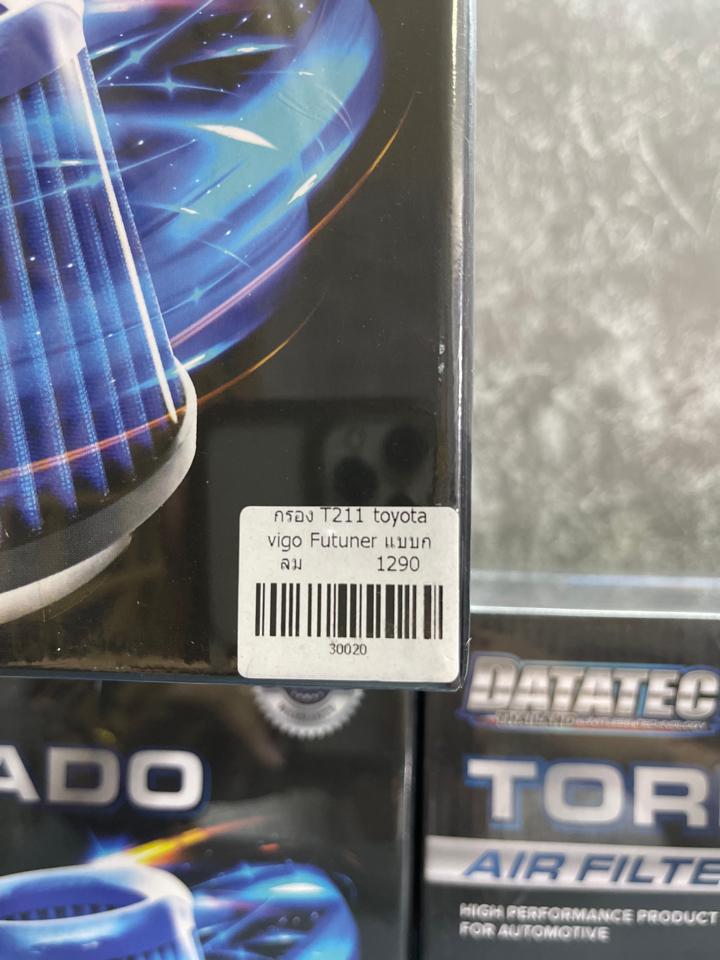 กรอง T211 toyota
vigo Futuner แบบก
ลม 1290
30020
DATATEC
THAILAND
ADO
TOR
AIR FILTE
HIGH PERFORMANCE PRODUCT
FOR AUTOMOTIVE